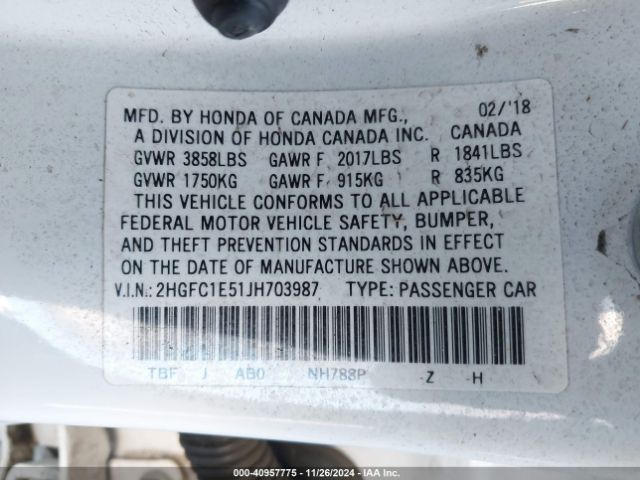 MFD. BY HONDA OF CANADA MFG., 02/'18
A DIVISION OF HONDA CANADA INC. CANADA
GVWR 3858LBS GAWR F 2017LBS R 1841LBS
GVWR 1750KG GAWR F 915KG R 835KG
THIS VEHICLE CONFORMS TO ALL APPLICABLE
FEDERAL MOTOR VEHICLE SAFETY, BUMPER,
AND THEFT PREVENTION STANDARDS IN EFFECT
ON THE DATE OF MANUFACTURE SHOWN ABOVE.
V.I.N.: 2HGFC1E51JH703987 TYPE: PASSENGER CAR
TBF J AB0 NH788P -Z -H
000-40957775 - 11/26/2024 - IAA Inc.